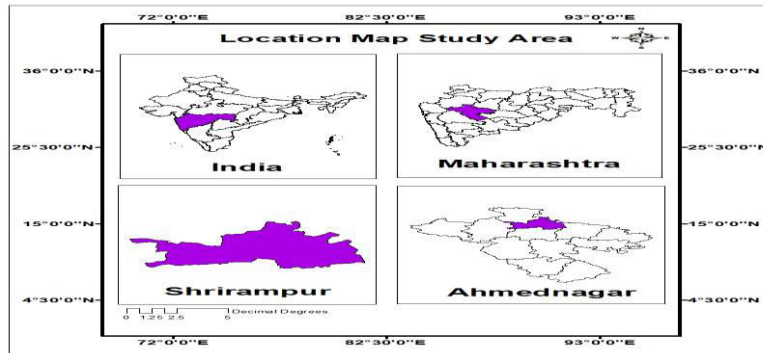 72°0'0"E 82°30'0"E 93°0'0"E
Location Map Study Area
N
W E
S
36°0'0"N 36°0'0"N
25°30'0"N 25°30'0"N
India Maharashtra
15°0'0"N 15°0'0"N
Shrirampur Ahmednagar
4°30'0"N 4°30'0"N
0 1.25 2.5 5 Decimal Degrees
72°0'0"E 82°30'0"E 93°0'0"E